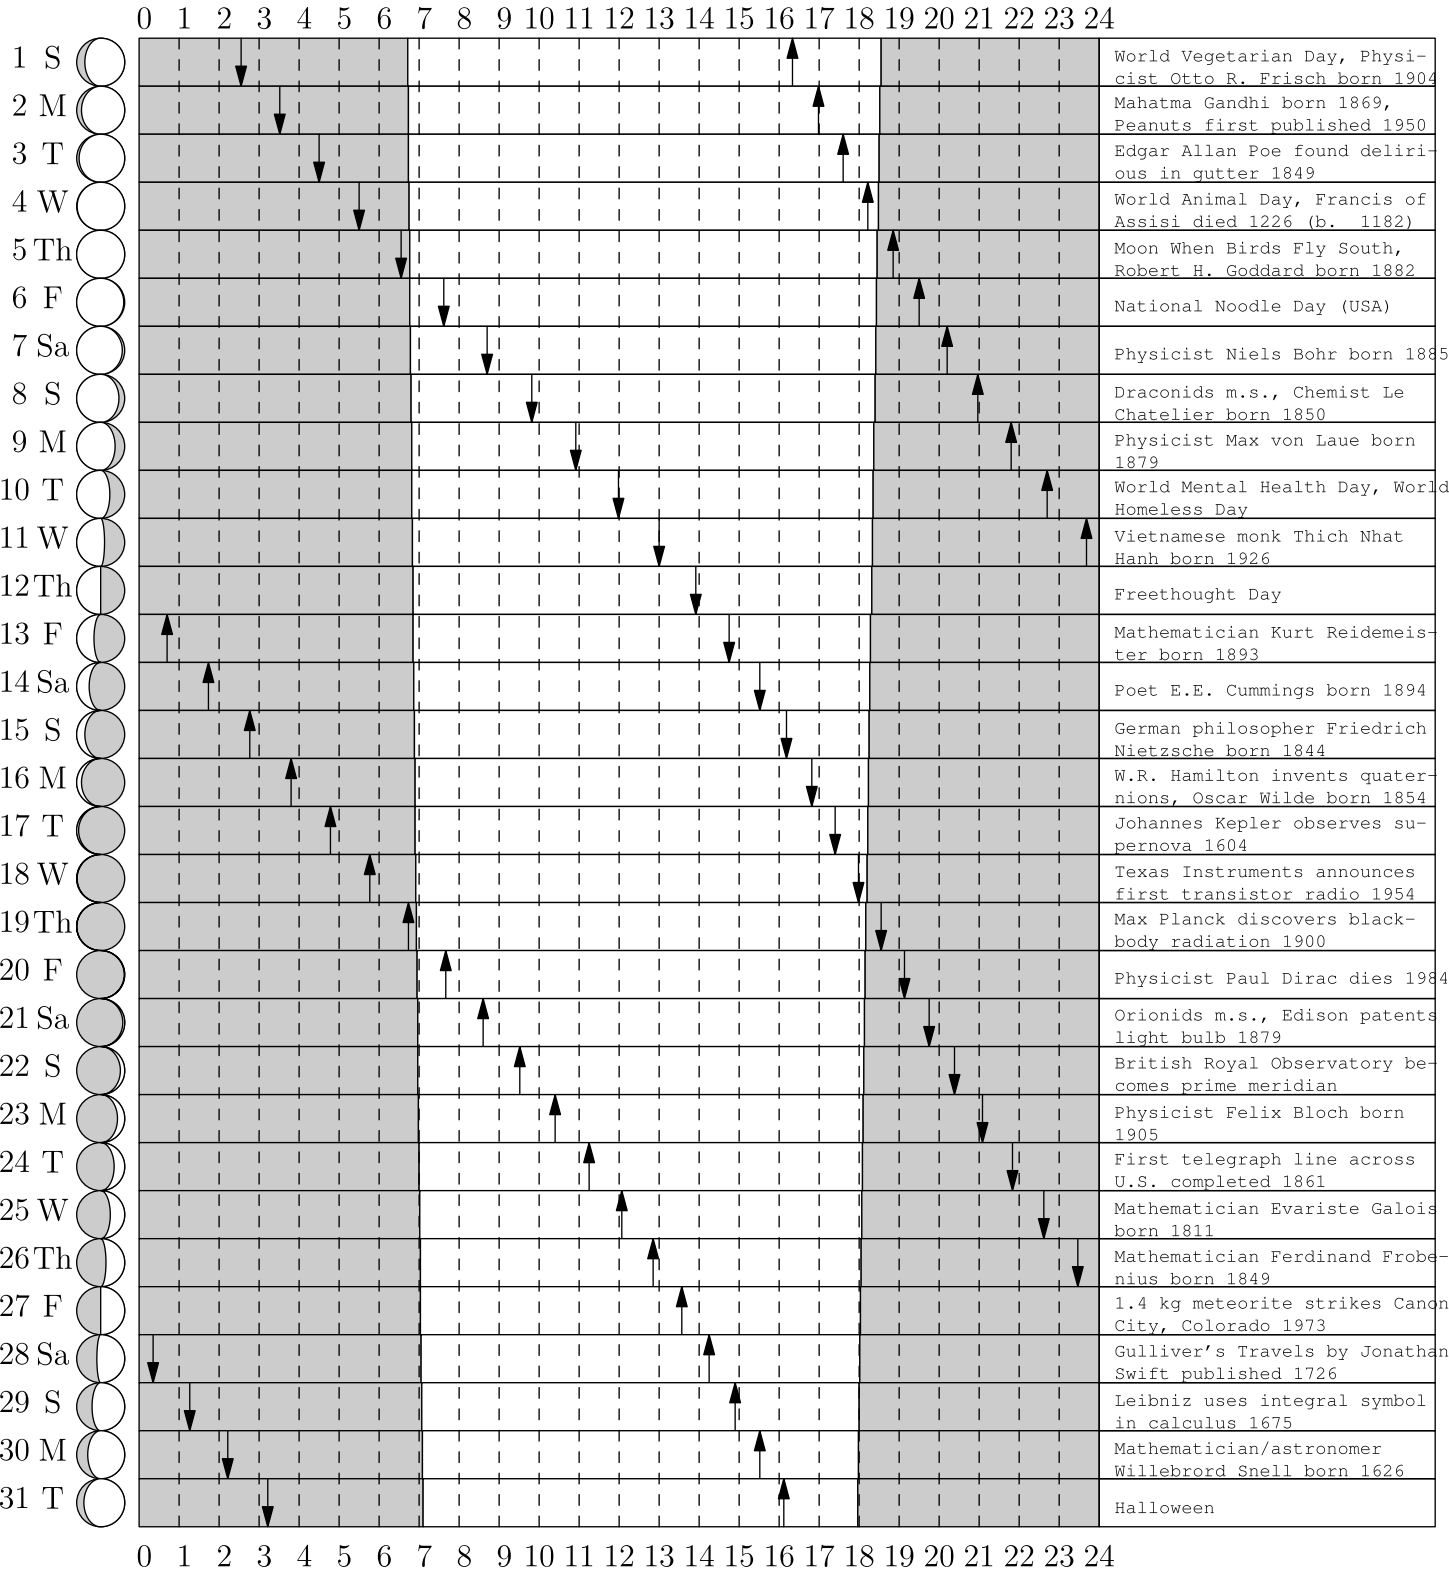 0 1 2 3 4 5 6 7 8 9 10 11 12 13 14 15 16 17 18 19 20 21 22 23 24
1 S World Vegetarian Day, Physi-
cist Otto R. Frisch born 1904
2 M Mahatma Gandhi born 1869,
Peanuts first published 1950
3 T Edgar Allan Poe found deliri-
ous in gutter 1849
4 W World Animal Day, Francis of
Assisi died 1226 (b. 1182)
5 Th Moon When Birds Fly South,
Robert H. Goddard born 1882
6 F National Noodle Day (USA)
7 Sa Physicist Niels Bohr born 1885
8 S Draconids m.s., Chemist Le
Chatelier born 1850
9 M Physicist Max von Laue born
1879
10 T World Mental Health Day, World
Homeless Day
11 W Vietnamese monk Thich Nhat
Hanh born 1926
12 Th Freethought Day
13 F Mathematician Kurt Reidemeis-
ter born 1893
14 Sa Poet E.E. Cummings born 1894
15 S German philosopher Friedrich
Nietzsche born 1844
16 M W.R. Hamilton invents quater-
nions, Oscar Wilde born 1854
17 T Johannes Kepler observes su-
pernova 1604
18 W Texas Instruments announces
first transistor radio 1954
19 Th Max Planck discovers black-
body radiation 1900
20 F Physicist Paul Dirac dies 1984
21 Sa Orionids m.s., Edison patents
light bulb 1879
22 S British Royal Observatory be-
comes prime meridian
23 M Physicist Felix Bloch born
1905
24 T First telegraph line across
U.S. completed 1861
25 W Mathematician Evariste Galois
born 1811
26 Th Mathematician Ferdinand Frobe-
nius born 1849
27 F 1.4 kg meteorite strikes Canon
City, Colorado 1973
28 Sa Gulliver's Travels by Jonathan
Swift published 1726
29 S Leibniz uses integral symbol
in calculus 1675
30 M Mathematician/astronomer
Willebrord Snell born 1626
31 T Halloween
0 1 2 3 4 5 6 7 8 9 10 11 12 13 14 15 16 17 18 19 20 21 22 23 24